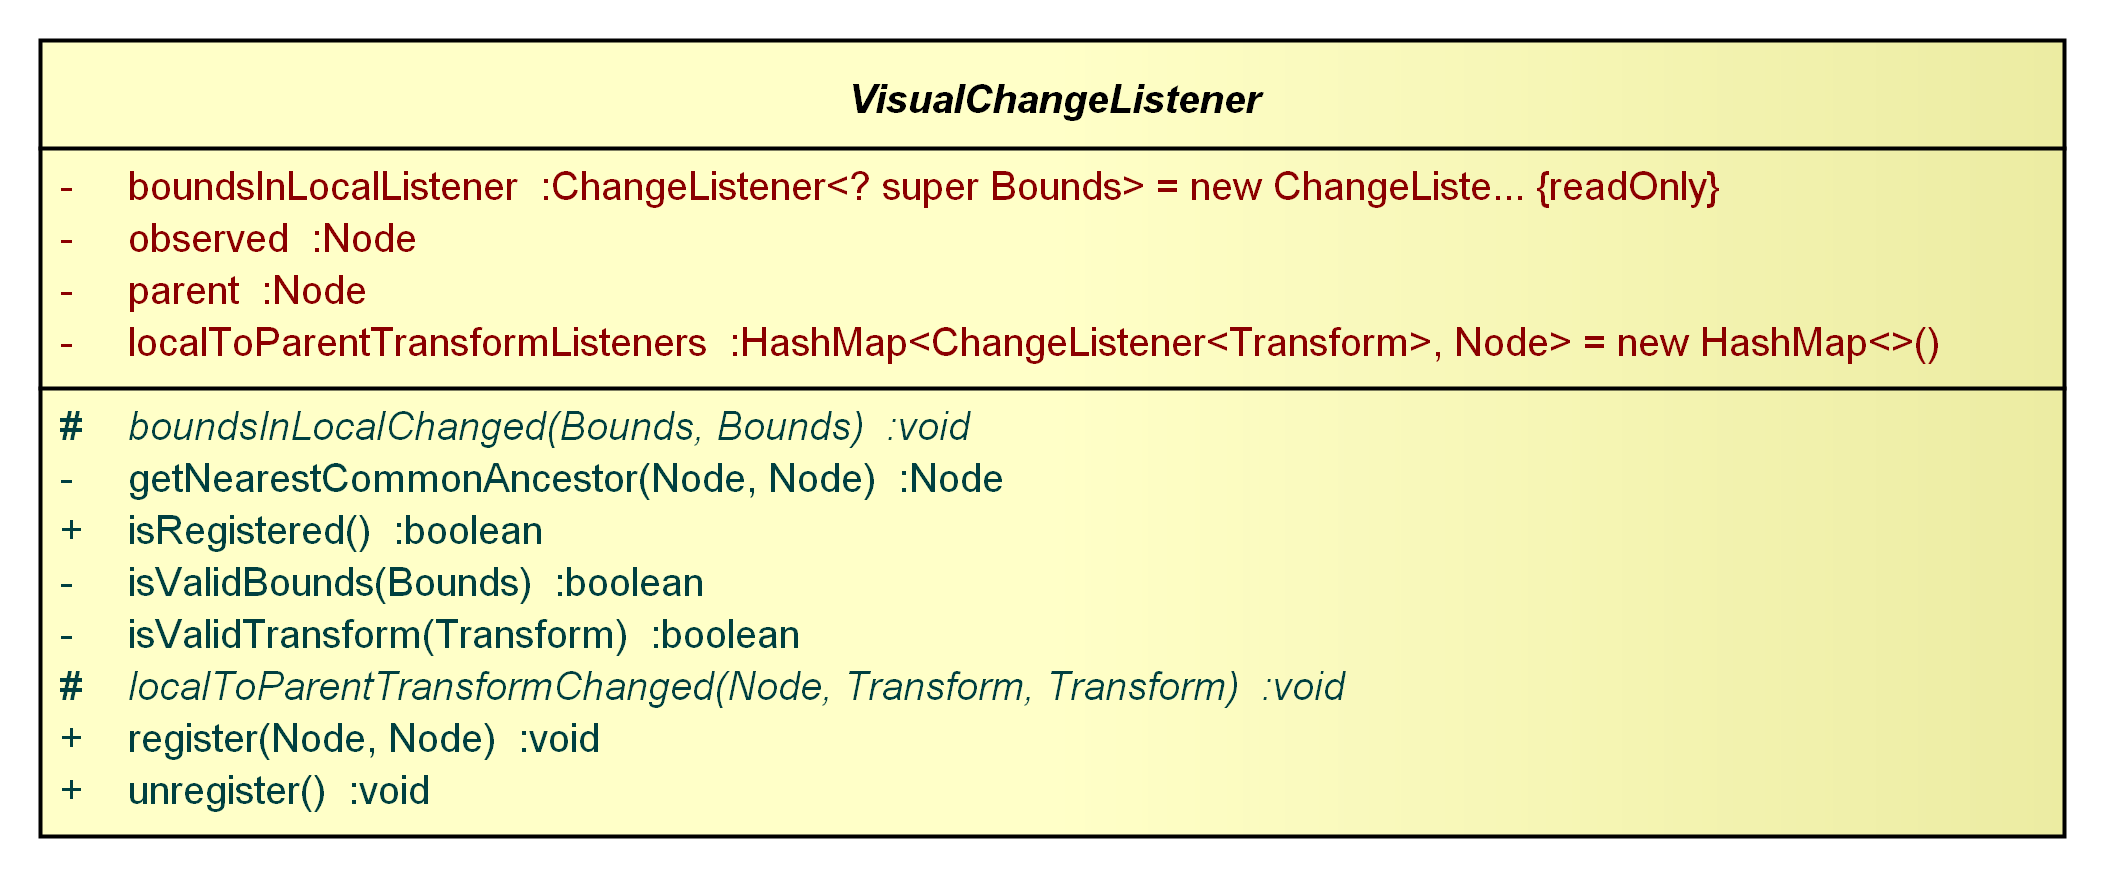 VisualChangeListener
- boundsInLocalListener :ChangeListener<? super Bounds> = new ChangeListe... {readOnly}
- observed :Node
- parent :Node
- localToParentTransformListeners :HashMap<ChangeListener<Transform>, Node> = new HashMap<>()
# boundsInLocalChanged(Bounds, Bounds) :void
- getNearestCommonAncestor(Node, Node) :Node
+ isRegistered() :boolean
- isValidBounds(Bounds) :boolean
- isValidTransform(Transform) :boolean
# localToParentTransformChanged(Node, Transform, Transform) :void
+ register(Node, Node) :void
+ unregister() :void